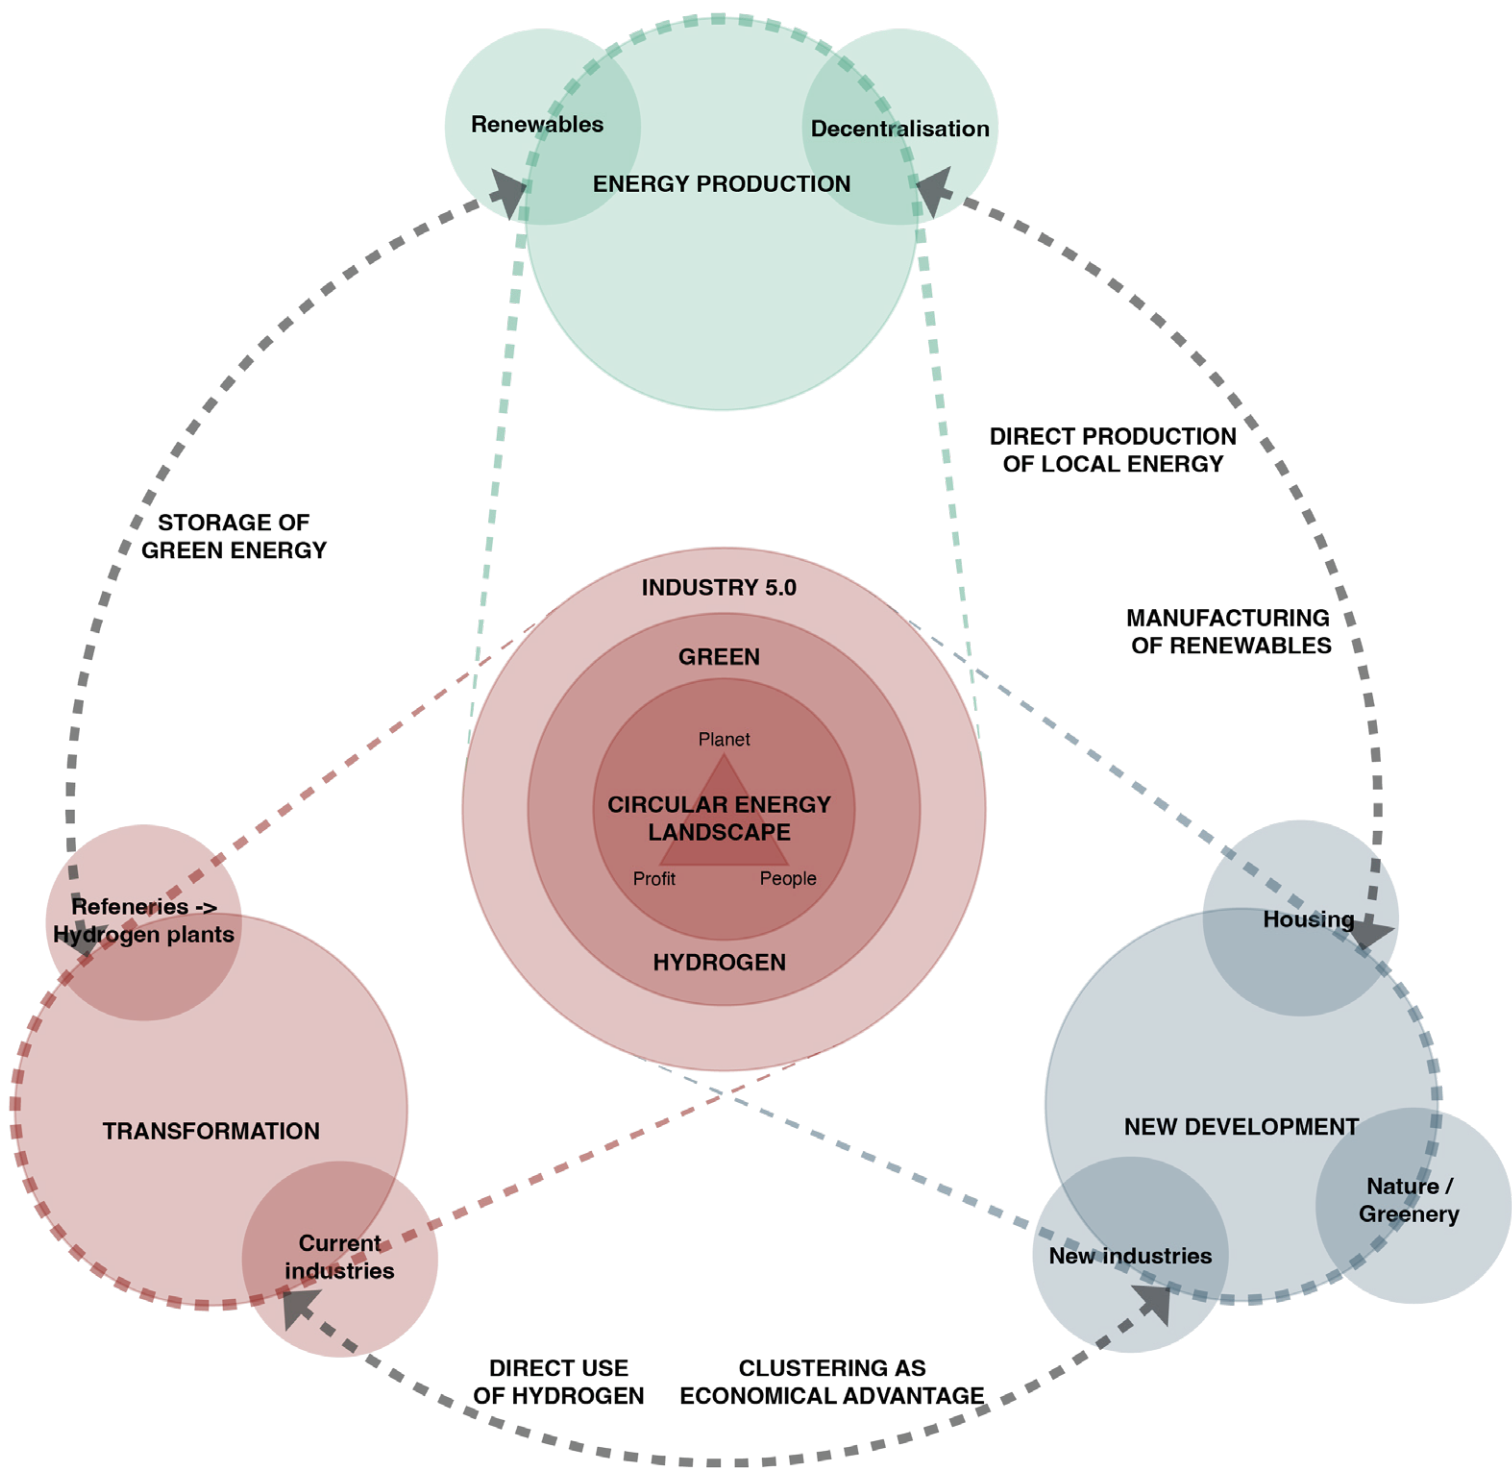 Renewables
Decentralisation
ENERGY PRODUCTION
DIRECT PRODUCTION
OF LOCAL ENERGY
STORAGE OF
GREEN ENERGY
INDUSTRY 5.0
MANUFACTURING
OF RENEWABLES
GREEN
Planet
CIRCULAR ENERGY
LANDSCAPE
Profit
People
HYDROGEN
Refeneries ->
Hydrogen plants
Housing
TRANSFORMATION
NEW DEVELOPMENT
Nature /
Greenery
Current
industries
New industries
DIRECT USE
OF HYDROGEN
CLUSTERING AS
ECONOMICAL ADVANTAGE